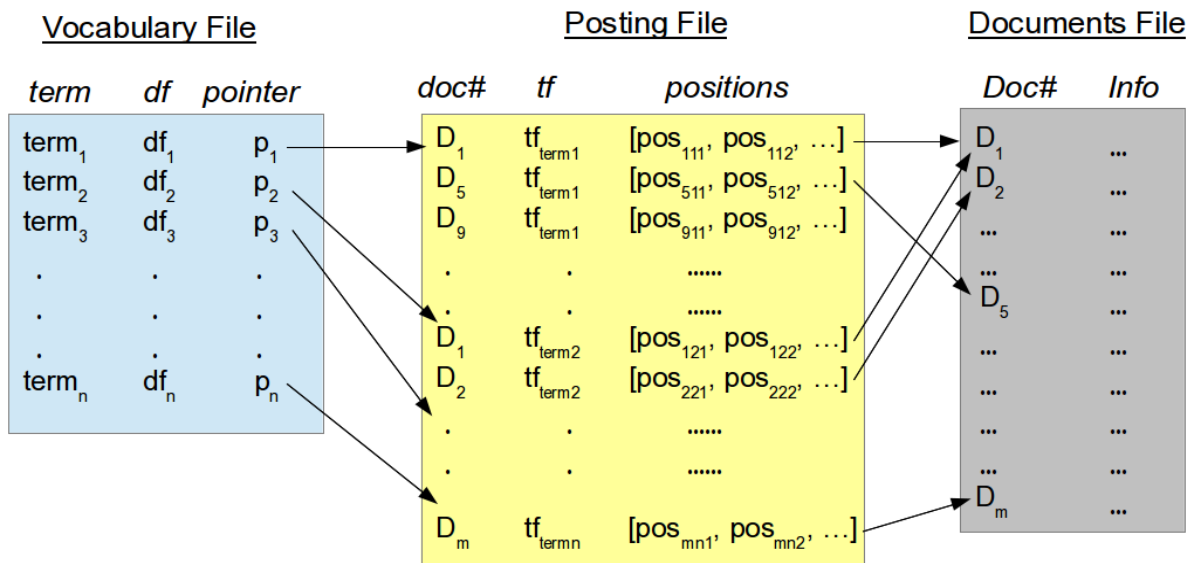 Vocabulary File
term df pointer
term1 df1 p1
term2 df2 p2
term3 df3 p3
. . .
. . .
. . .
termn dfn pn
Posting File
doc# tf positions
D1 tfterm1 [pos111, pos112, …]
D5 tfterm1 [pos511, pos512, …]
D9 tfterm1 [pos911, pos912, …]
. . ......
. . ......
D1 tfterm2 [pos121, pos122, …]
D2 tfterm2 [pos221, pos222, …]
. . ......
. . ......
Dm tftermn [posmn1, posmn2, …]
Documents File
Doc# Info
D1 ...
D2 ...
... ...
... ...
D5
... ...
... ...
... ...
... ...
Dm ...